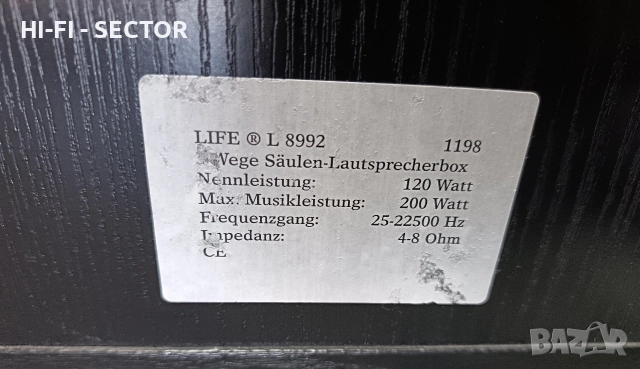 HI-FI - SECTOR
LIFE ® L 8992 1198
Wege Säulen-Lautsprecherbox
Nennleistung: 120 Watt
Max. Musikleistung: 200 Watt
Frequenzgang: 25-22500 Hz
Impedanz: 4-8 Ohm
CE
BAZAR.bg